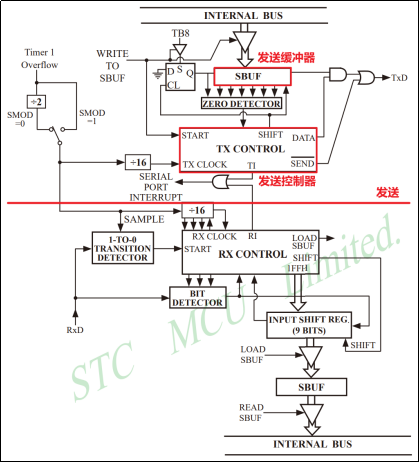 INTERNAL BUS
Timer 1
Overflow
TB8
WRITE
TO
SBUF
发送缓冲器
D S Q
CL
SBUF
TxD
÷2
SMOD
=0
SMOD
=1
ZERO DETECTOR
START
SHIFT
DATA
TX CONTROL
÷16
TX CLOCK
TI
SEND
SERIAL
PORT
INTERRUPT
发送控制器
发送
÷16
SAMPLE
1-TO-0
TRANSITION
DETECTOR
RX CLOCK
RI
START
RX CONTROL
LOAD
SBUF
SHIFT
1FFH
BIT
DETECTOR
RxD
INPUT SHIFT REG.
(9 BITS)
LOAD
SBUF
SHIFT
SBUF
READ
SBUF
INTERNAL BUS
STC MCU Limited.